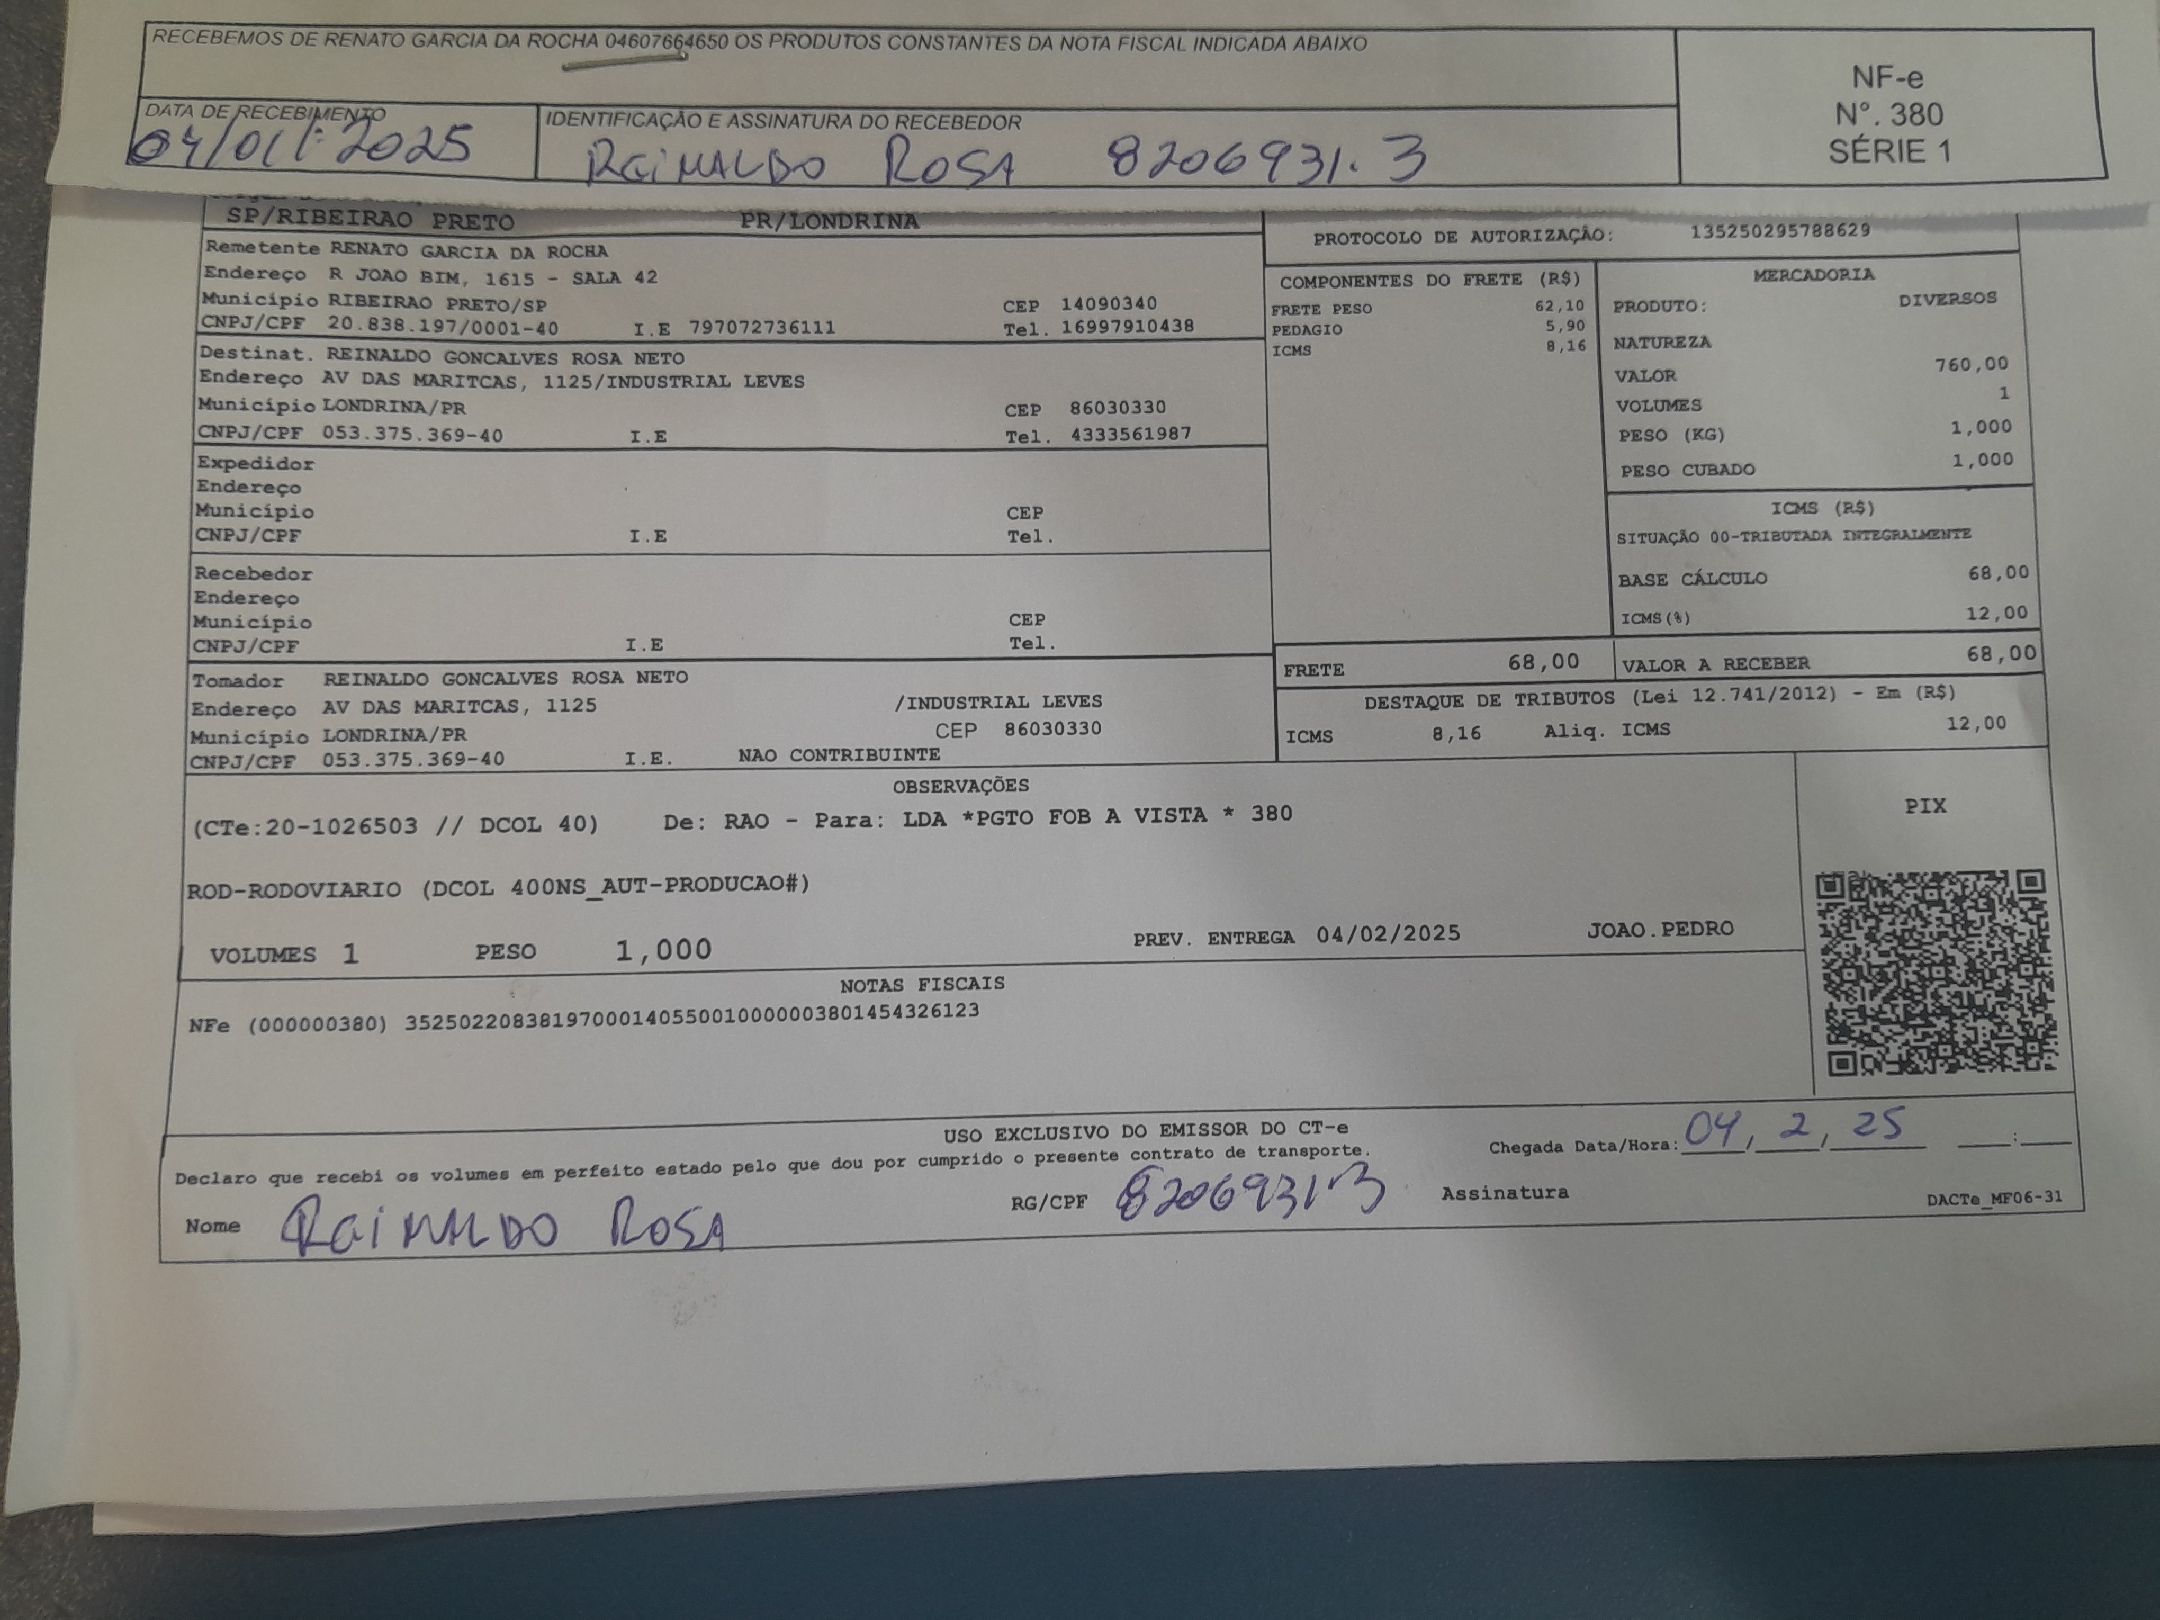 RECEBEMOS DE RENATO GARCIA DA ROCHA 04607664650 OS PRODUTOS CONSTANTES DA NOTA FISCAL INDICADA ABAIXO
NF-e
Nº. 380
SÉRIE 1
DATA DE RECEBIMENTO
2025
IDENTIFICAÇÃO E ASSINATURA DO RECEBEDOR
REINALDO ROSA 8206931.3
SP/RIBEIRAO PRETO PR/LONDRINA
PROTOCOLO DE AUTORIZAÇÃO: 135250295788629
Remetente RENATO GARCIA DA ROCHA
Endereço R JOAO BIM, 1615 - SALA 42
Município RIBEIRAO PRETO/SP CEP 14090340
CNPJ/CPF 20.838.197/0001-40 I.E 797072736111 Tel. 16997910438
Destinat. REINALDO GONCALVES ROSA NETO
Endereço AV DAS MARITCAS, 1125/INDUSTRIAL LEVES
Município LONDRINA/PR CEP 86030330
CNPJ/CPF 053.375.369-40 I.E Tel. 4333561987
Expedidor
Endereço
Município CEP
CNPJ/CPF I.E Tel.
Recebedor
Endereço
Município CEP
CNPJ/CPF I.E Tel.
Tomador REINALDO GONCALVES ROSA NETO
Endereço AV DAS MARITCAS, 1125 /INDUSTRIAL LEVES
Município LONDRINA/PR CEP 86030330
CNPJ/CPF 053.375.369-40 I.E. NAO CONTRIBUINTE
COMPONENTES DO FRETE (R$)
FRETE PESO 62,10
PEDAGIO 5,90
ICMS 8,16
MERCADORIA
PRODUTO: DIVERSOS
NATUREZA
VALOR 760,00
VOLUMES 1
PESO (KG) 1,000
PESO CUBADO 1,000
ICMS (R$)
SITUAÇÃO 00-TRIBUTADA INTEGRALMENTE
BASE CÁLCULO 68,00
ICMS(%) 12,00
FRETE 68,00 VALOR A RECEBER 68,00
DESTAQUE DE TRIBUTOS (Lei 12.741/2012) - Em (R$)
ICMS 8,16 Aliq. ICMS 12,00
OBSERVAÇÕES
(CTe:20-1026503 // DCOL 40) De: RAO - Para: LDA *PGTO FOB A VISTA * 380
ROD-RODOVIARIO (DCOL 400NS_AUT-PRODUCAO#)
VOLUMES 1 PESO 1,000 PREV. ENTREGA 04/02/2025 JOAO.PEDRO
PIX
NOTAS FISCAIS
NFe (000000380) 35250220838197000140550010000003801454326123
USO EXCLUSIVO DO EMISSOR DO CT-e
Declaro que recebi os volumes em perfeito estado pelo que dou por cumprido o presente contrato de transporte.
Chegada Data/Hora: 04/2/25 :
Nome REINALDO ROSA RG/CPF 8206931-3 Assinatura
DACTe_MF06-31